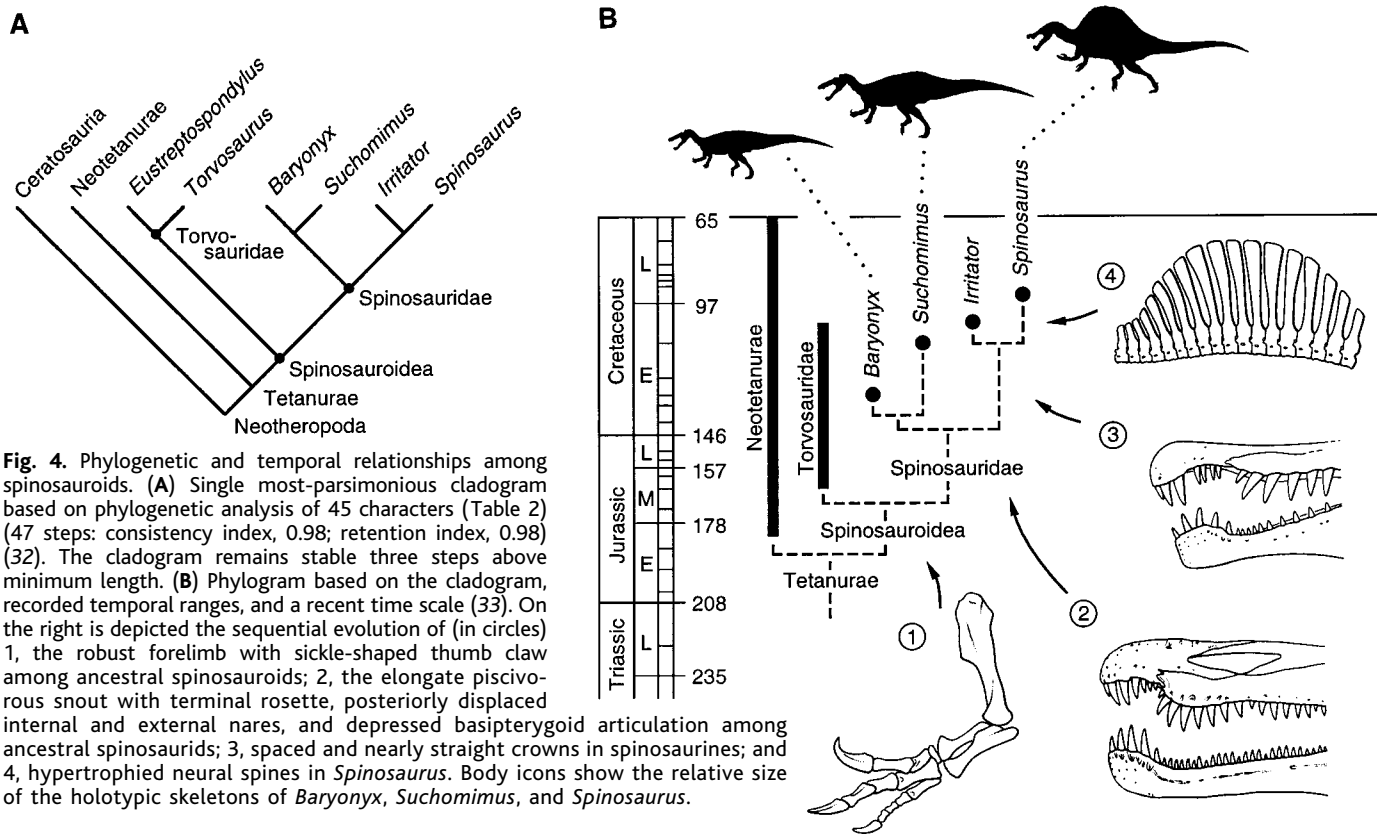 A
Ceratosauria
Neotetanurae
Eustreptospondylus
Torvosaurus
Baryonyx
Suchomimus
Irritator
Spinosaurus
Torvo-
sauridae
Spinosauridae
Spinosauroidea
Tetanurae
Neotheropoda
Fig. 4. Phylogenetic and temporal relationships among
spinosauroids. (A) Single most-parsimonious cladogram
based on phylogenetic analysis of 45 characters (Table 2)
(47 steps: consistency index, 0.98; retention index, 0.98)
(32). The cladogram remains stable three steps above
minimum length. (B) Phylogram based on the cladogram,
recorded temporal ranges, and a recent time scale (33). On
the right is depicted the sequential evolution of (in circles)
1, the robust forelimb with sickle-shaped thumb claw
among ancestral spinosauroids; 2, the elongate piscivo-
rous snout with terminal rosette, posteriorly displaced
internal and external nares, and depressed basipterygoid articulation among
ancestral spinosaurids; 3, spaced and nearly straight crowns in spinosaurines; and
4, hypertrophied neural spines in Spinosaurus. Body icons show the relative size
of the holotypic skeletons of Baryonyx, Suchomimus, and Spinosaurus.
B
Cretaceous
Jurassic
Triassic
L
E
L
M
E
L
65
97
146
157
178
208
235
Neotetanurae
Torvosauridae
Baryonyx
Suchomimus
Irritator
Spinosaurus
Spinosauridae
Spinosauroidea
Tetanurae
4
3
2
1